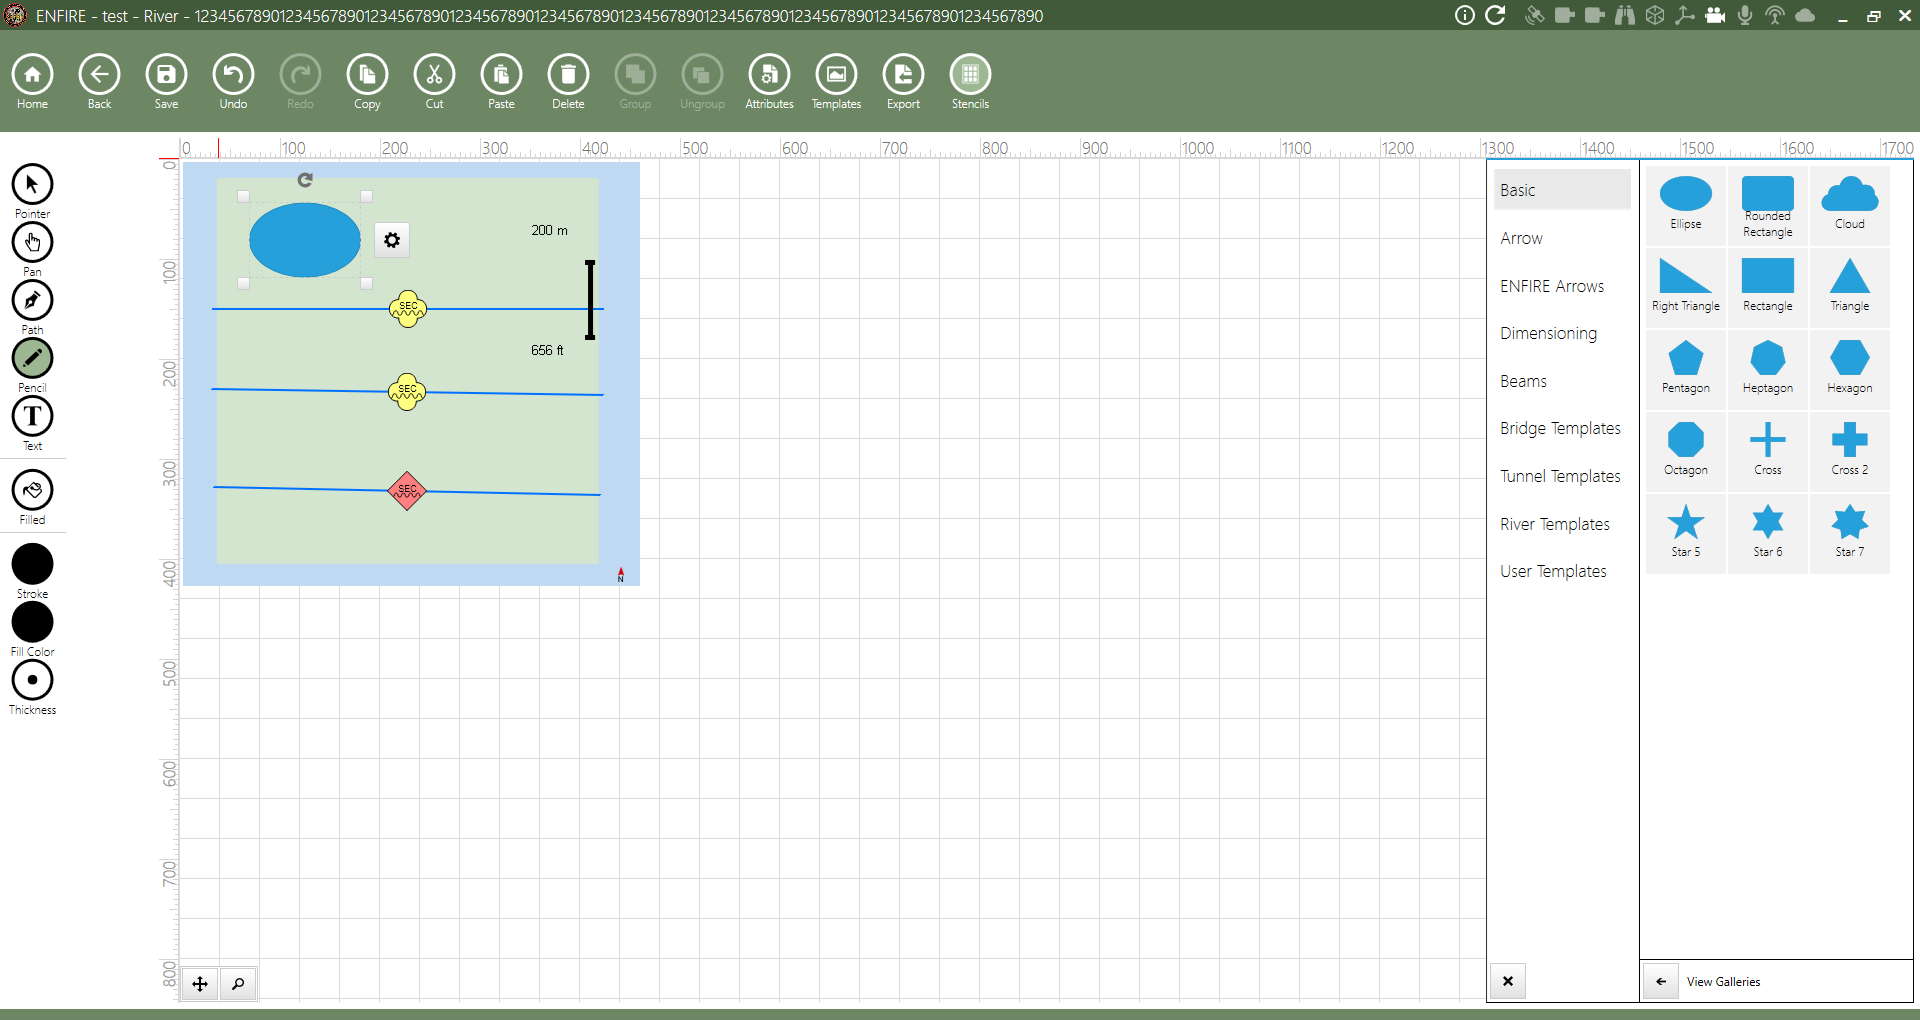 ENFIRE - test - River - 12345678901234567890123456789012345678901234567890123456789012345678901234567890123456789012345678901234567890
Home Back Save Undo Redo Copy Cut Paste Delete Group Ungroup Attributes Templates Export Stencils
0 100 200 300 400 500 600 700 800 900 1000 1100 1200 1300 1400 1500 1600 1700
0
100
200
300
400
500
600
700
800
Pointer
Pan
Path
Pencil
T
Text
Filled
Stroke
Fill Color
Thickness
200 m
SEC
656 ft
SEC
SEC
N
Basic
Arrow
ENFIRE Arrows
Dimensioning
Beams
Bridge Templates
Tunnel Templates
River Templates
User Templates
Ellipse
Rounded
Rectangle
Cloud
Right Triangle
Rectangle
Triangle
Pentagon
Heptagon
Hexagon
Octagon
Cross
Cross 2
Star 5
Star 6
Star 7
View Galleries